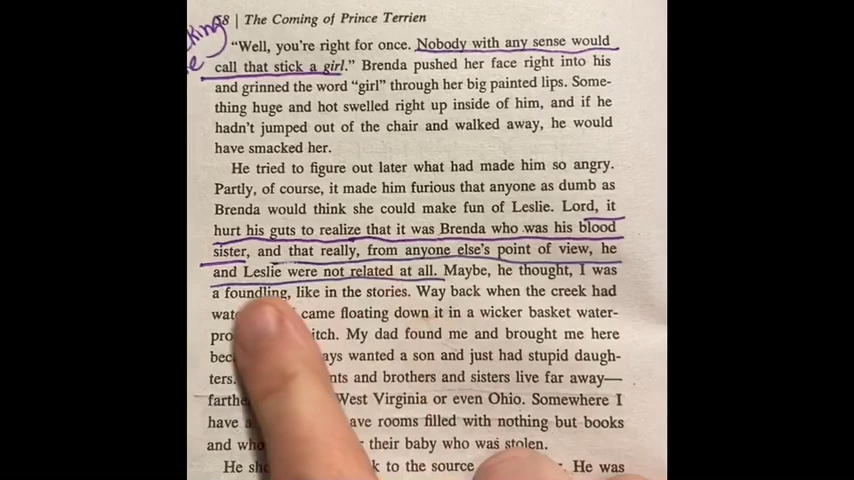 king
58 | The Coming of Prince Terrien
"Well, you're right for once. Nobody with any sense would
call that stick a girl." Brenda pushed her face right into his
and grinned the word "girl" through her big painted lips. Some-
thing huge and hot swelled right up inside of him, and if he
hadn't jumped out of the chair and walked away, he would
have smacked her.
He tried to figure out later what had made him so angry.
Partly, of course, it made him furious that anyone as dumb as
Brenda would think she could make fun of Leslie. Lord, it
hurt his guts to realize that it was Brenda who was his blood
sister, and that really, from anyone else's point of view, he
and Leslie were not related at all. Maybe, he thought, I was
a foundling, like in the stories. Way back when the creek had
came floating down it in a wicker basket water-
itch. My dad found me and brought me here
ays wanted a son and just had stupid daugh-
ters. nts and brothers and sisters live far away—
West Virginia or even Ohio. Somewhere I
have ave rooms filled with nothing but books
and their baby who was stolen.
He k to the source He was